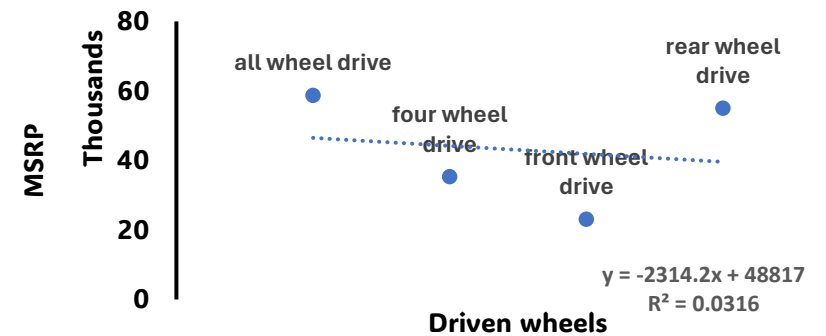 80
60
40
20
0
MSRP
Thousands
all wheel drive
four wheel
drive
front wheel
drive
rear wheel
drive
y = -2314.2x + 48817
R² = 0.0316
Driven wheels